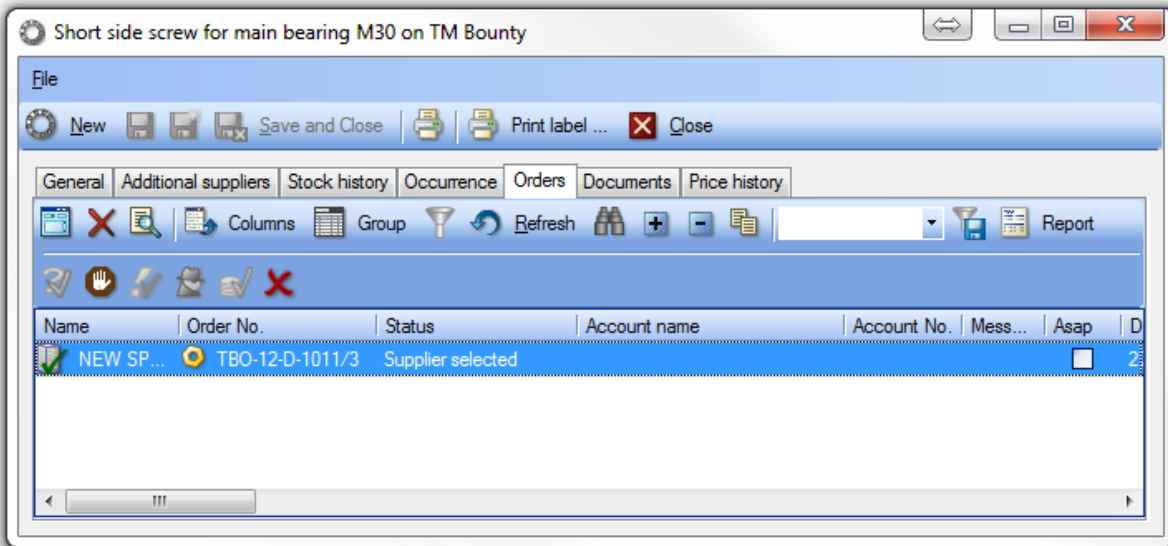 Short side screw for main bearing M30 on TM Bounty
File
New Save and Close Print label ... Close
General Additional suppliers Stock history Occurrence Orders Documents Price history
Columns Group Refresh Report
Name Order No. Status Account name Account No. Mess... Asap D
NEW SP... TBO-12-D-1011/3 Supplier selected 2